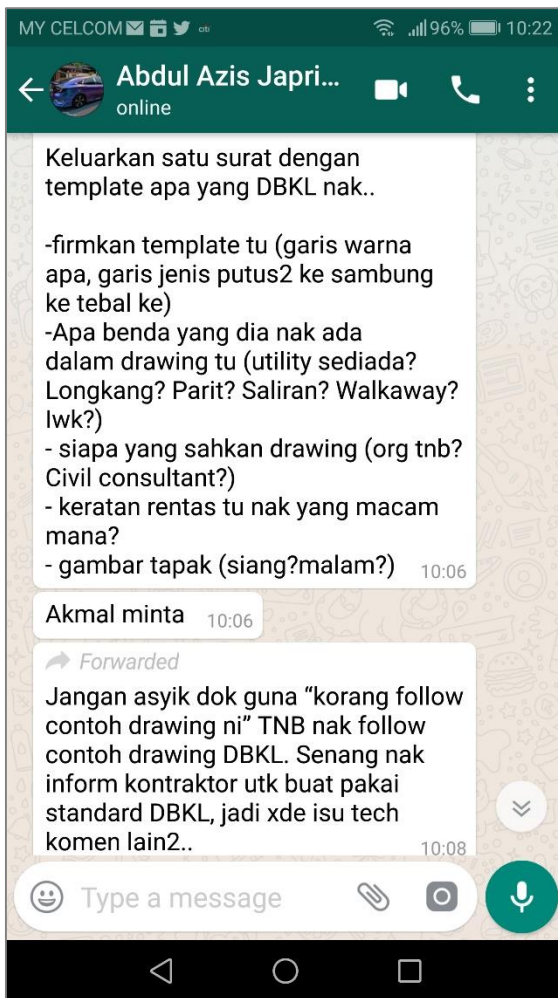 MY CELCOM 96% 10:22
Abdul Azis Japri...
online
Keluarkan satu surat dengan
template apa yang DBKL nak..
-firmkan template tu (garis warna
apa, garis jenis putus2 ke sambung
ke tebal ke)
-Apa benda yang dia nak ada
dalam drawing tu (utility sediada?
Longkang? Parit? Saliran? Walkaway?
Iwk?)
- siapa yang sahkan drawing (org tnb?
Civil consultant?)
- keratan rentas tu nak yang macam
mana?
- gambar tapak (siang?malam?) 10:06
Akmal minta 10:06
Forwarded
Jangan asyik dok guna “korang follow
contoh drawing ni” TNB nak follow
contoh drawing DBKL. Senang nak
inform kontraktor utk buat pakai
standard DBKL, jadi xde isu tech
komen lain2.. 10:08
Type a message